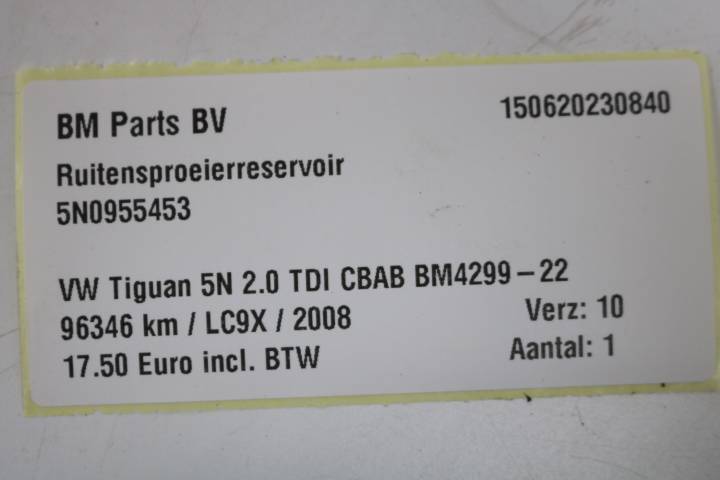 BM Parts BV 150620230840
Ruitensproeierreservoir
5N0955453
VW Tiguan 5N 2.0 TDI CBAB BM4299-22
96346 km / LC9X / 2008 Verz: 10
17.50 Euro incl. BTW Aantal: 1